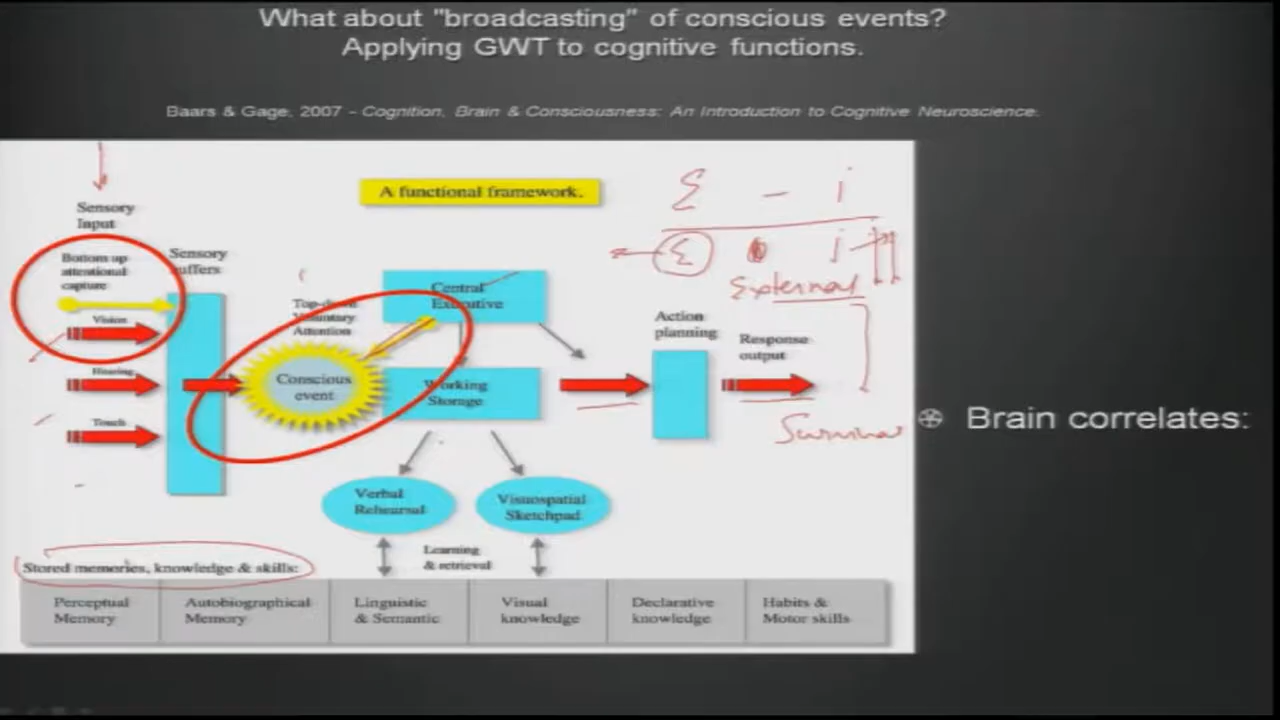 What about "broadcasting" of conscious events?
Applying GWT to cognitive functions.
Baars & Gage, 2007 – Cognition, Brain & Consciousness: An Introduction to Cognitive Neuroscience.
A functional framework.
Sensory
Input
Bottom up
attentional
capture
Vision
Hearing
Touch
Sensory
buffers
Top-down
Voluntary
Attention
Conscious
event
Central
Executive
Working
Storage
Action
planning
Response
output
External
Verbal
Rehearsal
Visuospatial
Sketchpad
Learning
& retrieval
Stored memories, knowledge & skills:
Perceptual
Memory
Autobiographical
Memory
Linguistic
& Semantic
Visual
knowledge
Declarative
knowledge
Habits &
Motor skills
Brain correlates: